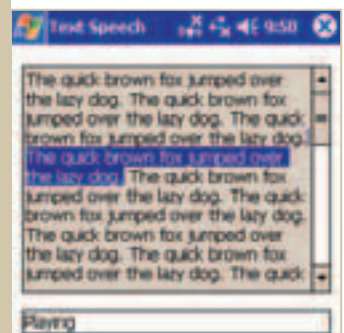 Text Speech 9:50
The quick brown fox jumped over
the lazy dog. The quick brown fox
jumped over the lazy dog. The quick
brown fox jumped over the lazy dog.
The quick brown fox jumped over
the lazy dog. The quick brown fox
jumped over the lazy dog. The quick
brown fox jumped over the lazy dog.
The quick brown fox jumped over
the lazy dog. The quick brown fox
jumped over the lazy dog. The quick
Playing